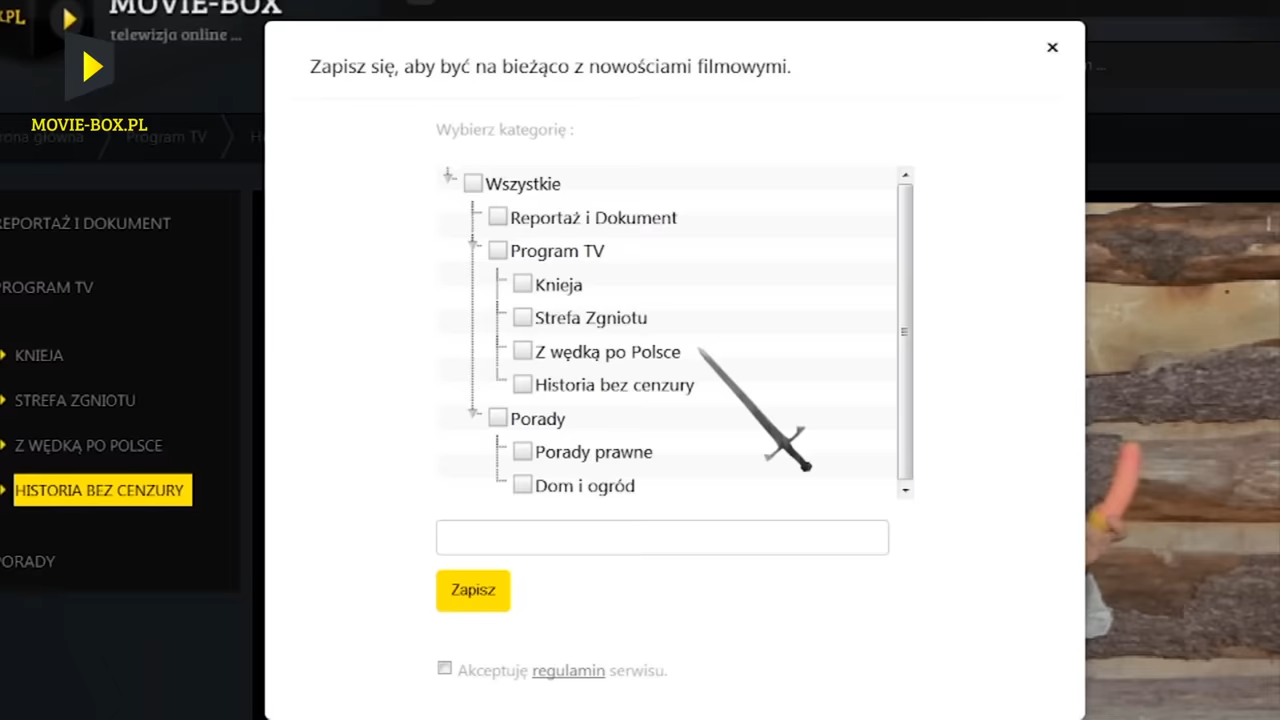 MOVIE-BOX
telewizja online ...
MOVIE-BOX.PL
Program TV
REPORTAŻ I DOKUMENT
PROGRAM TV
KNIEJA
STREFA ZGNIOTU
Z WĘDKĄ PO POLSCE
HISTORIA BEZ CENZURY
PORADY
Zapisz się, aby być na bieżąco z nowościami filmowymi.
×
Wybierz kategorię :
Wszystkie
Reportaż i Dokument
Program TV
Knieja
Strefa Zgniotu
Z wędką po Polsce
Historia bez cenzury
Porady
Porady prawne
Dom i ogród
Zapisz
Akceptuję regulamin serwisu.